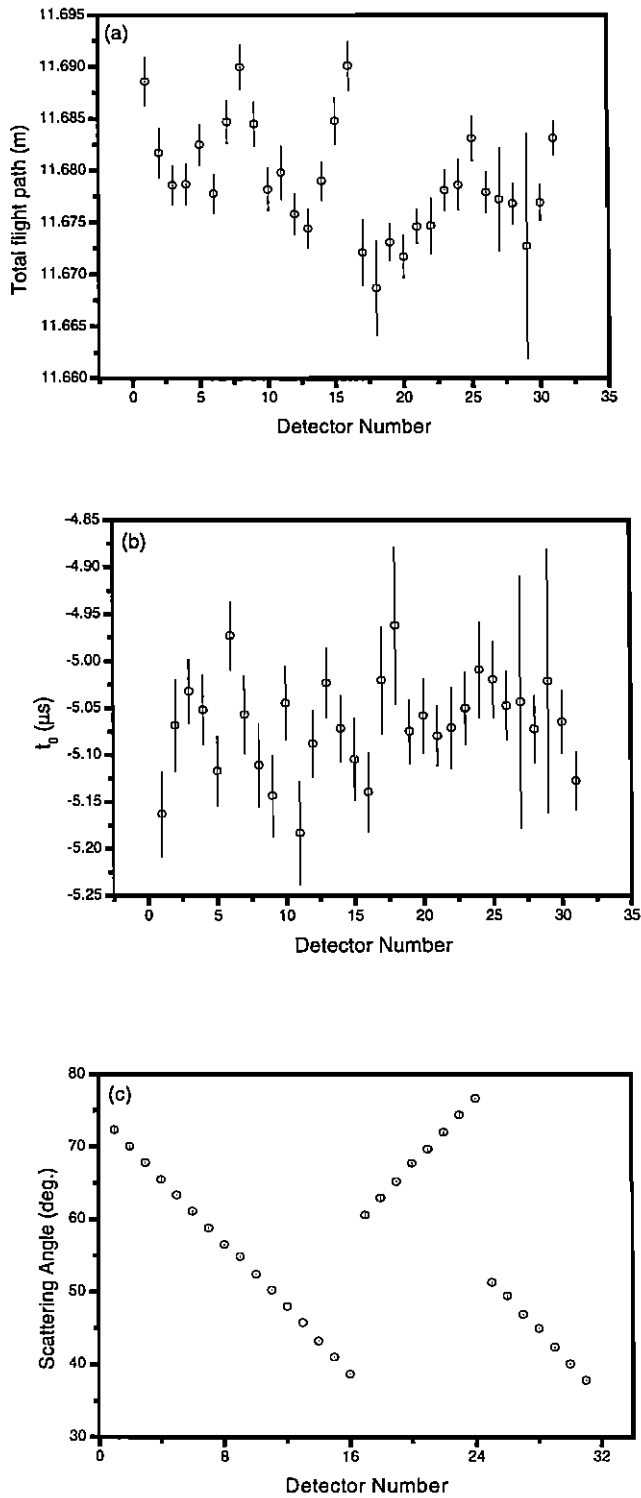 (a)
Total flight path (m)
11.695
11.690
11.685
11.680
11.675
11.670
11.665
11.660
0 5 10 15 20 25 30 35
Detector Number
(b)
t₀ (µs)
-4.85
-4.90
-4.95
-5.00
-5.05
-5.10
-5.15
-5.20
-5.25
0 5 10 15 20 25 30 35
Detector Number
(c)
Scattering Angle (deg.)
80
70
60
50
40
30
0 8 16 24 32
Detector Number